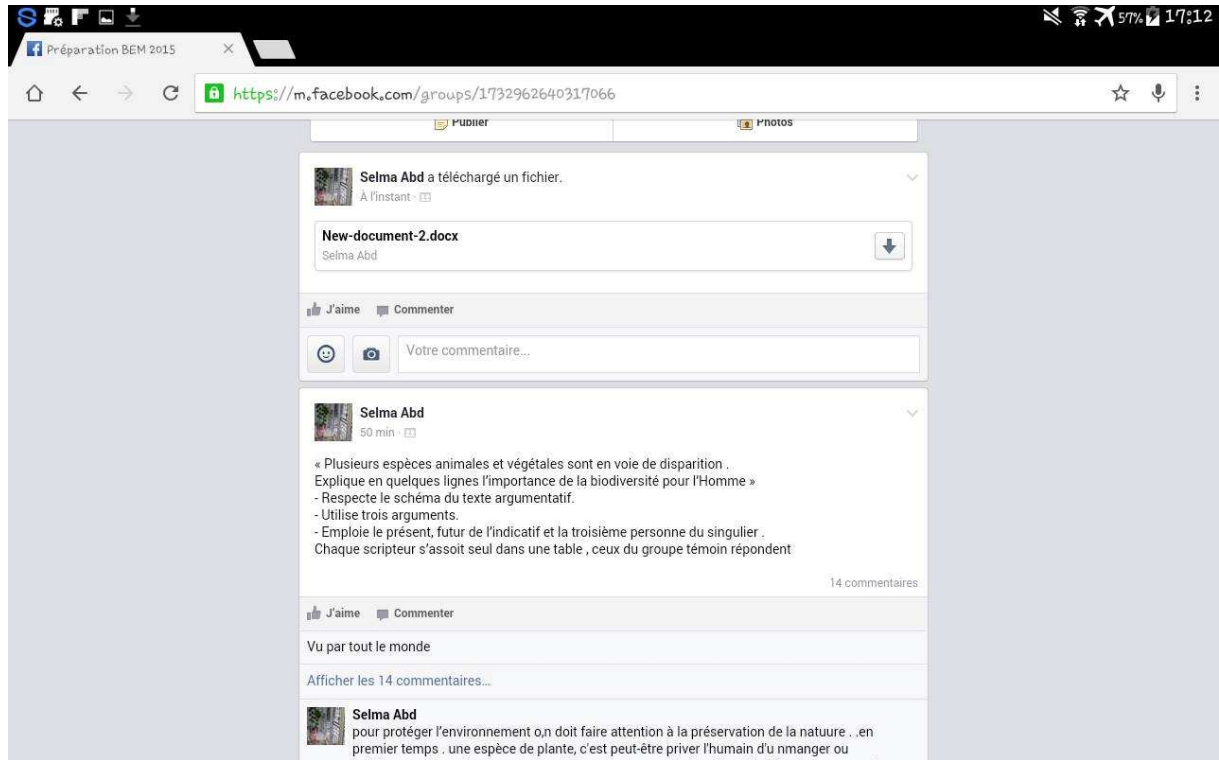 57% 17:12
Préparation BEM 2015
https://m.facebook.com/groups/1732962640317066
Publier Photos
Selma Abd a téléchargé un fichier.
À l'instant ·
New-document-2.docx
Selma Abd
J'aime Commenter
Votre commentaire...
Selma Abd
50 min ·
« Plusieurs espèces animales et végétales sont en voie de disparition .
Explique en quelques lignes l'importance de la biodiversité pour l'Homme »
- Respecte le schéma du texte argumentatif.
- Utilise trois arguments.
- Emploie le présent, futur de l'indicatif et la troisième personne du singulier .
Chaque scripteur s'assoit seul dans une table , ceux du groupe témoin répondent
14 commentaires
J'aime Commenter
Vu par tout le monde
Afficher les 14 commentaires...
Selma Abd
pour protéger l'environnement o,n doit faire attention à la préservation de la natuure . .en
premier temps . une espèce de plante, c'est peut-être priver l'humain d'u nmanger ou